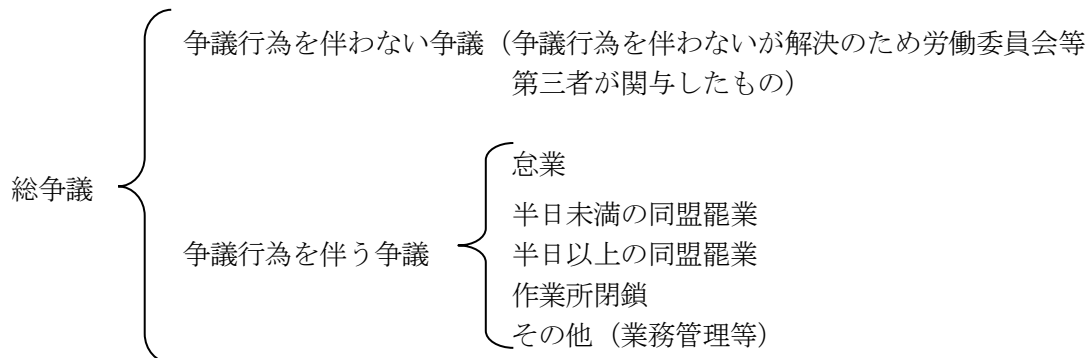 争議行為を伴わない争議（争議行為を伴わないが解決のため労働委員会等
第三者が関与したもの）
総争議
争議行為を伴う争議
怠業
半日未満の同盟罷業
半日以上の同盟罷業
作業所閉鎖
その他（業務管理等）